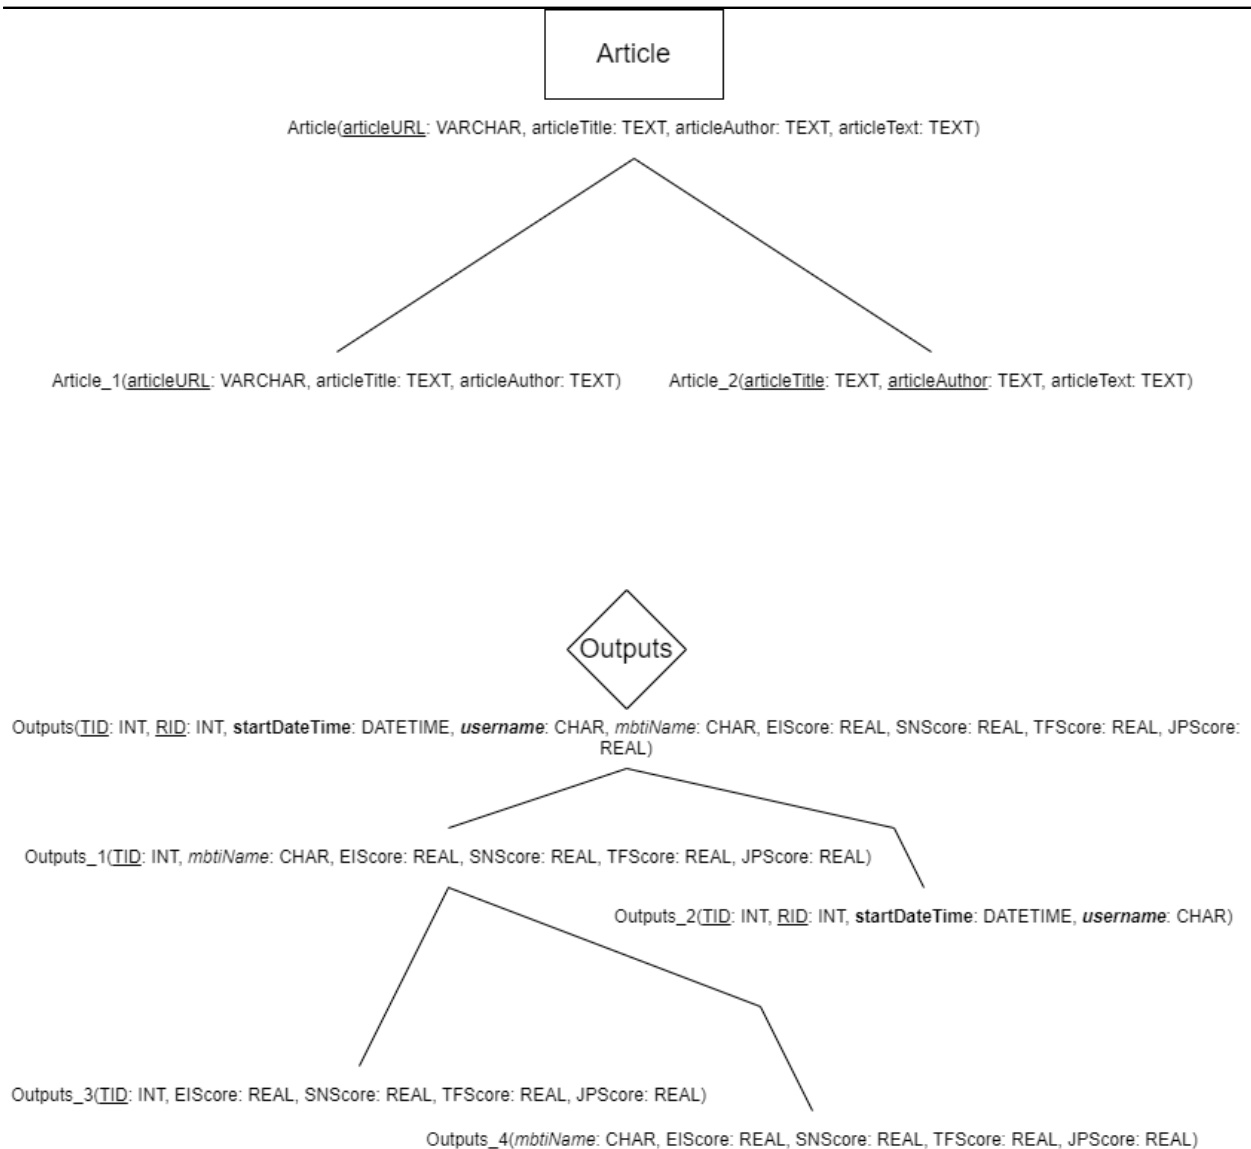 Article
Article(articleURL: VARCHAR, articleTitle: TEXT, articleAuthor: TEXT, articleText: TEXT)
Article_1(articleURL: VARCHAR, articleTitle: TEXT, articleAuthor: TEXT)
Article_2(articleTitle: TEXT, articleAuthor: TEXT, articleText: TEXT)
Outputs
Outputs(TID: INT, RID: INT, startDateTime: DATETIME, username: CHAR, mbtiName: CHAR, EIScore: REAL, SNScore: REAL, TFScore: REAL, JPScore:
REAL)
Outputs_1(TID: INT, mbtiName: CHAR, EIScore: REAL, SNScore: REAL, TFScore: REAL, JPScore: REAL)
Outputs_2(TID: INT, RID: INT, startDateTime: DATETIME, username: CHAR)
Outputs_3(TID: INT, EIScore: REAL, SNScore: REAL, TFScore: REAL, JPScore: REAL)
Outputs_4(mbtiName: CHAR, EIScore: REAL, SNScore: REAL, TFScore: REAL, JPScore: REAL)